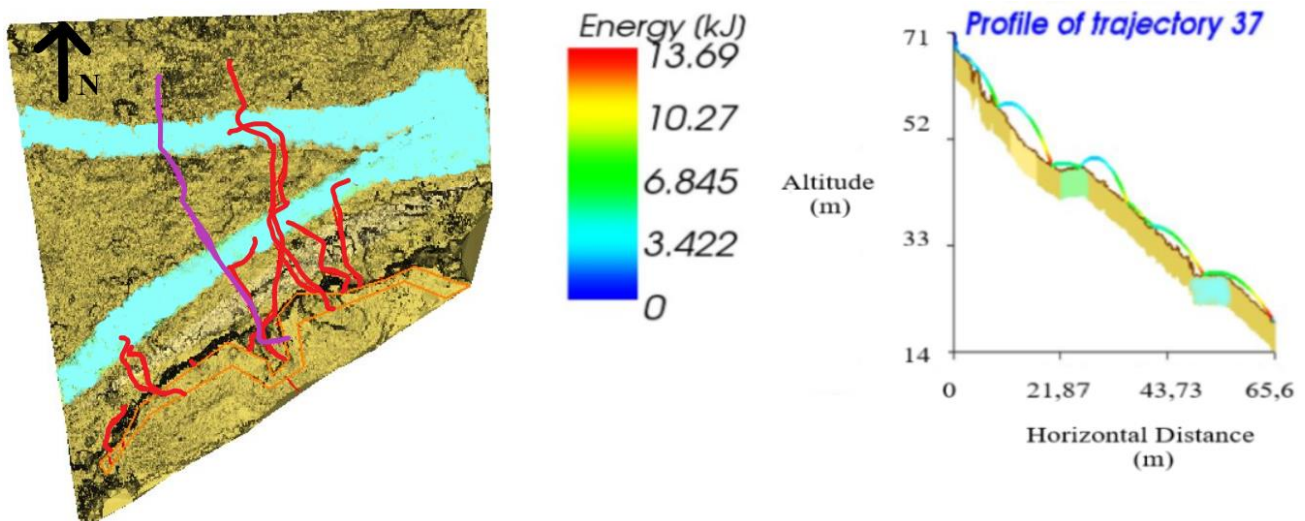 N
Energy (kJ)
13.69
10.27
6.845
3.422
0
Profile of trajectory 37
71
52
33
14
Altitude
(m)
0 21,87 43,73 65,6
Horizontal Distance
(m)